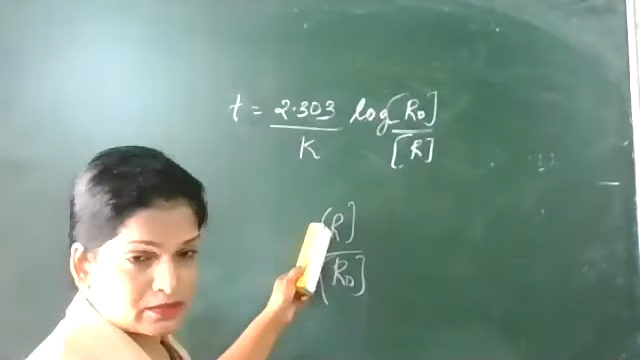 t = 2.303 / K log [R₀] / [R]
[R] / [R₀]